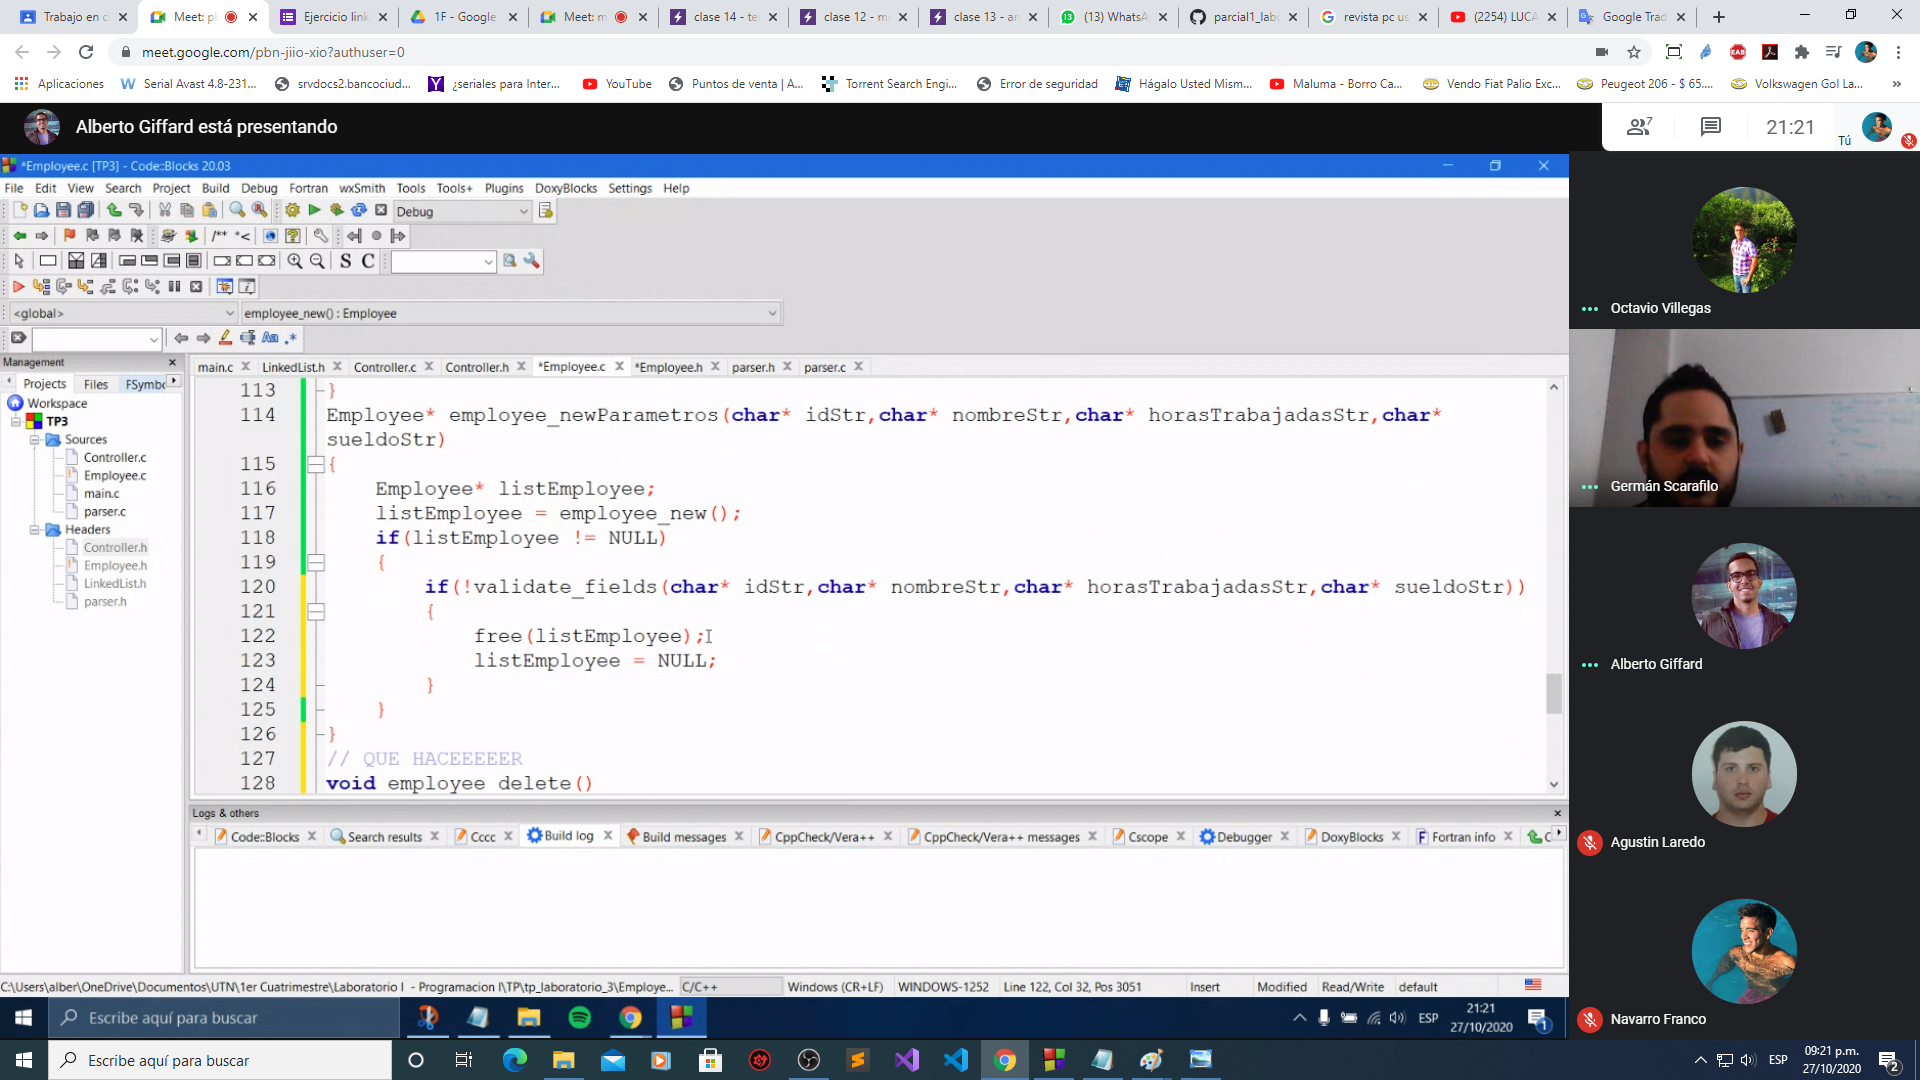 Trabajo en cl
Meet: pl
Ejercicio link
1F - Google
Meet: m
clase 14 - te
clase 12 - m
clase 13 - ar
(13) WhatsA
parcial1_lab
revista pc us
(2254) LUCA
Google Trad
meet.google.com/pbn-jiio-xio?authuser=0
Aplicaciones
Serial Avast 4.8-231...
srvdocs2.bancociud...
¿seriales para Inter...
YouTube
Puntos de venta | A...
Torrent Search Engi...
Error de seguridad
Hágalo Usted Mism...
Maluma - Borro Ca...
Vendo Fiat Palio Exc...
Peugeot 206 - $ 65....
Volkswagen Gol La...
»
Alberto Giffard está presentando
7
21:21
Tú
*Employee.c [TP3] - Code::Blocks 20.03
File Edit View Search Project Build Debug Fortran wxSmith Tools Tools+ Plugins DoxyBlocks Settings Help
Debug
/** *<
S C
<global>
employee_new() : Employee
Aa .*
Management
Projects Files FSymbo
Workspace
TP3
Sources
Controller.c
Employee.c
main.c
parser.c
Headers
Controller.h
Employee.h
LinkedList.h
parser.h
main.c LinkedList.h Controller.c Controller.h *Employee.c *Employee.h parser.h parser.c
113 }
114 Employee* employee_newParametros(char* idStr,char* nombreStr,char* horasTrabajadasStr,char*
sueldoStr)
115 {
116 Employee* listEmployee;
117 listEmployee = employee_new();
118 if(listEmployee != NULL)
119 {
120 if(!validate_fields(char* idStr,char* nombreStr,char* horasTrabajadasStr,char* sueldoStr))
121 {
122 free(listEmployee);
123 listEmployee = NULL;
124 }
125 }
126 }
127 // QUE HACEEEEEER
128 void employee delete()
Logs & others
Code::Blocks Search results Cccc Build log Build messages CppCheck/Vera++ CppCheck/Vera++ messages Cscope Debugger DoxyBlocks Fortran info
C:\Users\alber\OneDrive\Documentos\UTN\1er Cuatrimestre\Laboratorio I - Programacion I\TP\tp_laboratorio_3\Employe... C/C++ Windows (CR+LF) WINDOWS-1252 Line 122, Col 32, Pos 3051 Insert Modified Read/Write default
Escribe aquí para buscar
ESP
21:21
27/10/2020
1
Octavio Villegas
Germán Scarafilo
Alberto Giffard
Agustin Laredo
Navarro Franco
Escribe aquí para buscar
ESP
09:21 p.m.
27/10/2020
2